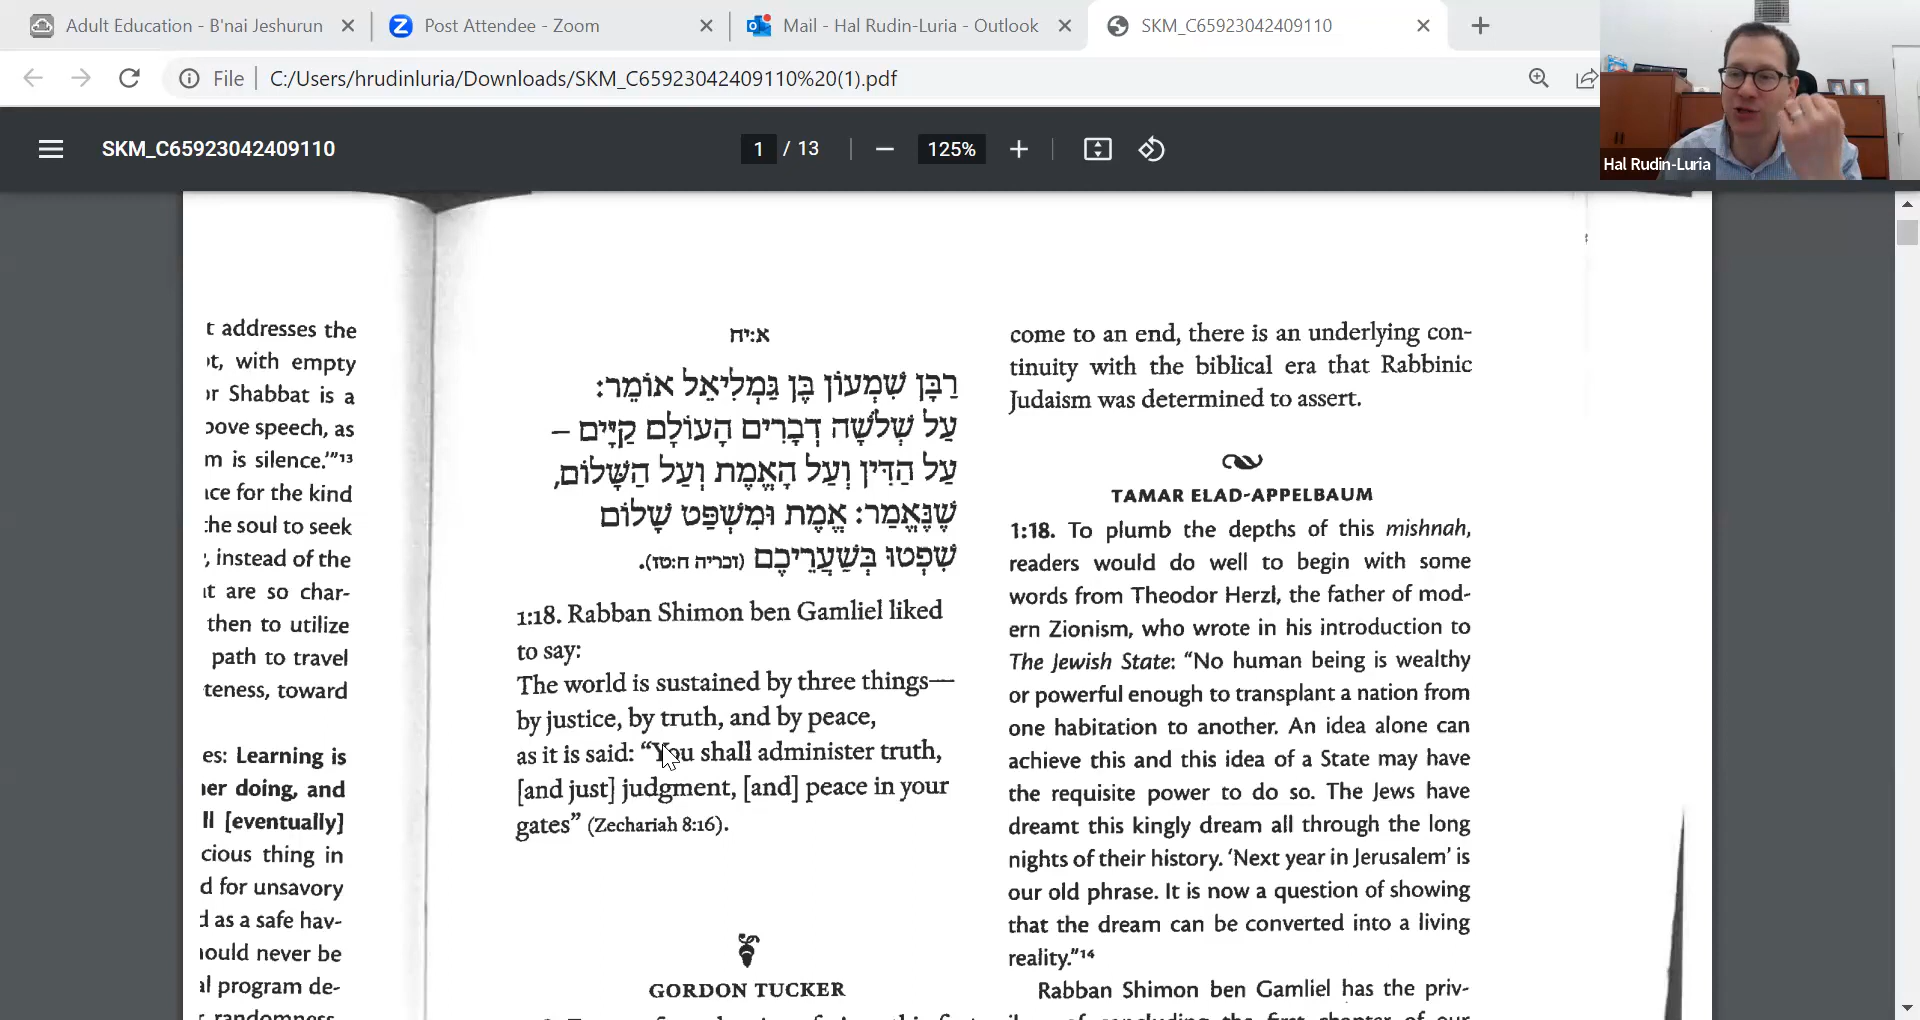 Adult Education - B'nai Jeshurun
Post Attendee - Zoom
Mail - Hal Rudin-Luria - Outlook
SKM_C65923042409110
File
C:/Users/hrudinluria/Downloads/SKM_C65923042409110%20(1).pdf
Hal Rudin-Luria
SKM_C65923042409110
1 / 13
125%
t addresses the
ot, with empty
or Shabbat is a
bove speech, as
m is silence.'"¹³
ice for the kind
the soul to seek
, instead of the
it are so char-
then to utilize
path to travel
teness, toward
es: Learning is
her doing, and
ll [eventually]
cious thing in
d for unsavory
d as a safe hav-
hould never be
al program de-
randomness
א:יח
רַבָּן שִׁמְעוֹן בֶּן גַּמְלִיאֵל אוֹמֵר:
עַל שְׁלֹשָׁה דְבָרִים הָעוֹלָם קַיָּים –
עַל הַדִּין וְעַל הָאֱמֶת וְעַל הַשָּׁלוֹם,
שֶׁנֶּאֱמַר: אֱמֶת וּמִשְׁפַּט שָׁלוֹם
שִׁפְטוּ בְּשַׁעֲרֵיכֶם (זכריה ח:טז).
1:18. Rabban Shimon ben Gamliel liked
to say:
The world is sustained by three things—
by justice, by truth, and by peace,
as it is said: "You shall administer truth,
[and just] judgment, [and] peace in your
gates" (Zechariah 8:16).
GORDON TUCKER
come to an end, there is an underlying con-
tinuity with the biblical era that Rabbinic
Judaism was determined to assert.
TAMAR ELAD-APPELBAUM
1:18. To plumb the depths of this mishnah,
readers would do well to begin with some
words from Theodor Herzl, the father of mod-
ern Zionism, who wrote in his introduction to
The Jewish State: "No human being is wealthy
or powerful enough to transplant a nation from
one habitation to another. An idea alone can
achieve this and this idea of a State may have
the requisite power to do so. The Jews have
dreamt this kingly dream all through the long
nights of their history. 'Next year in Jerusalem' is
our old phrase. It is now a question of showing
that the dream can be converted into a living
reality."¹⁴
Rabban Shimon ben Gamliel has the priv-